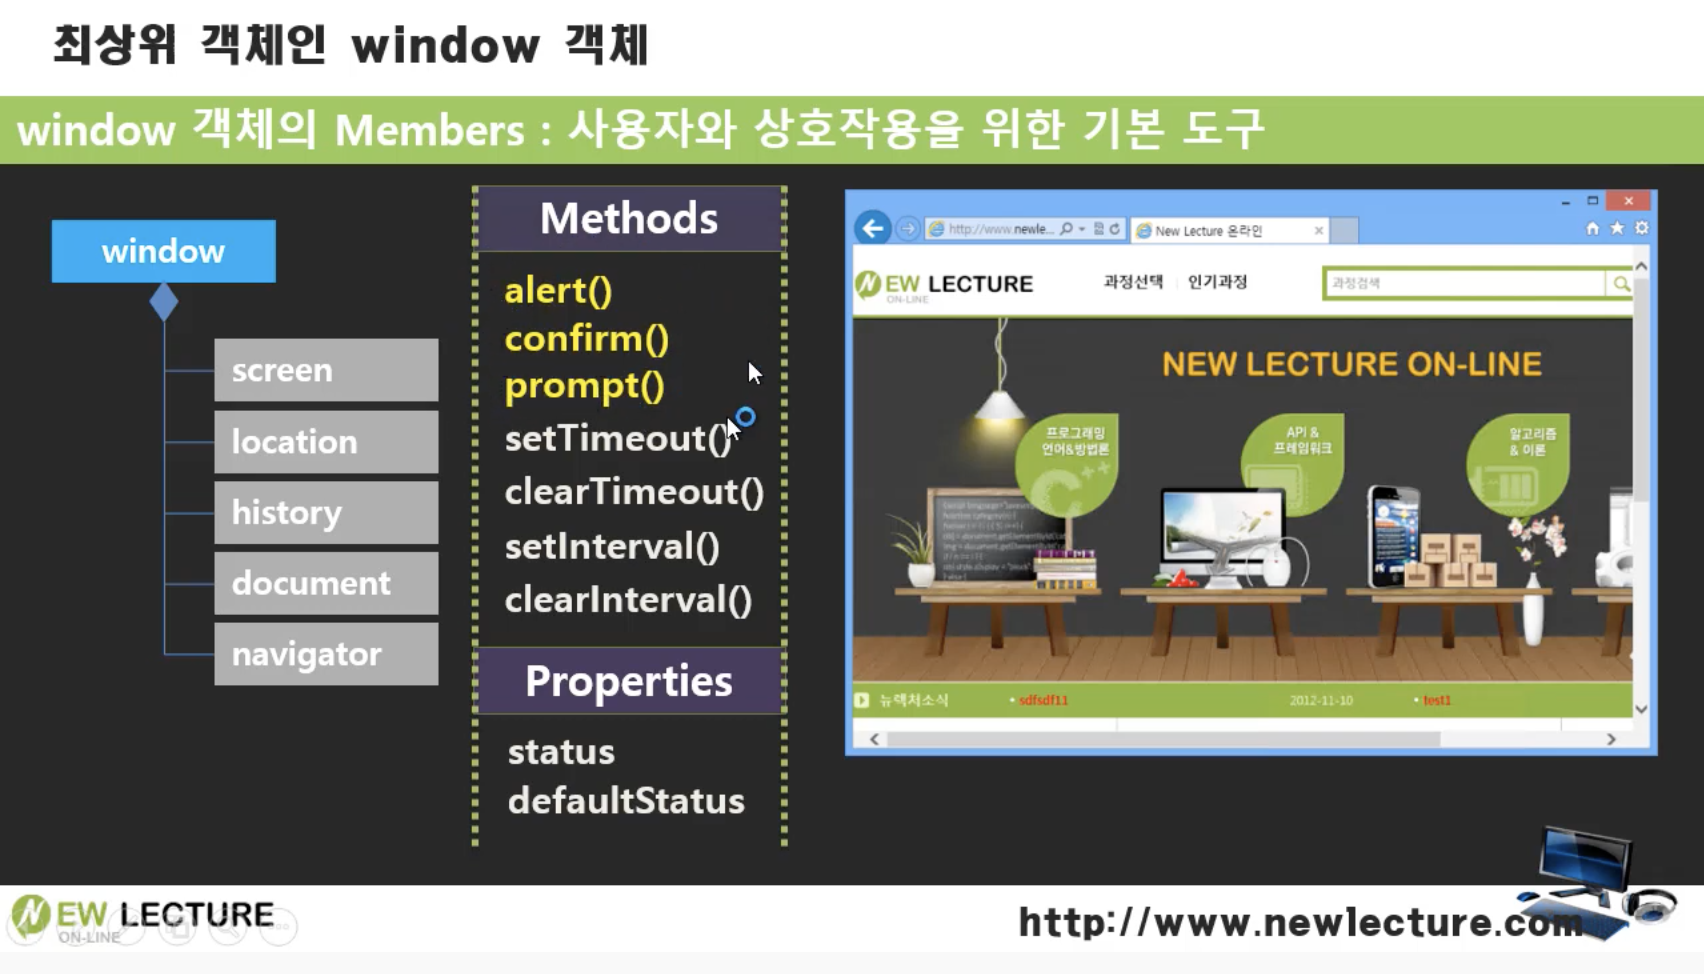 최상위 객체인 window 객체
window 객체의 Members : 사용자와 상호작용을 위한 기본 도구
window
screen
location
history
document
navigator
Methods
alert()
confirm()
prompt()
setTimeout()
clearTimeout()
setInterval()
clearInterval()
Properties
status
defaultStatus
http://www.newle...
New Lecture 온라인
NEW LECTURE
ON-LINE
과정선택 | 인기과정
과정검색
NEW LECTURE ON-LINE
프로그래밍
언어&방법론
C++
API &
프레임워크
알고리즘
& 이론
뉴렉처소식
• sdfsdf11
2012-11-10
• test1
NEW LECTURE
ON-LINE
http://www.newlecture.com